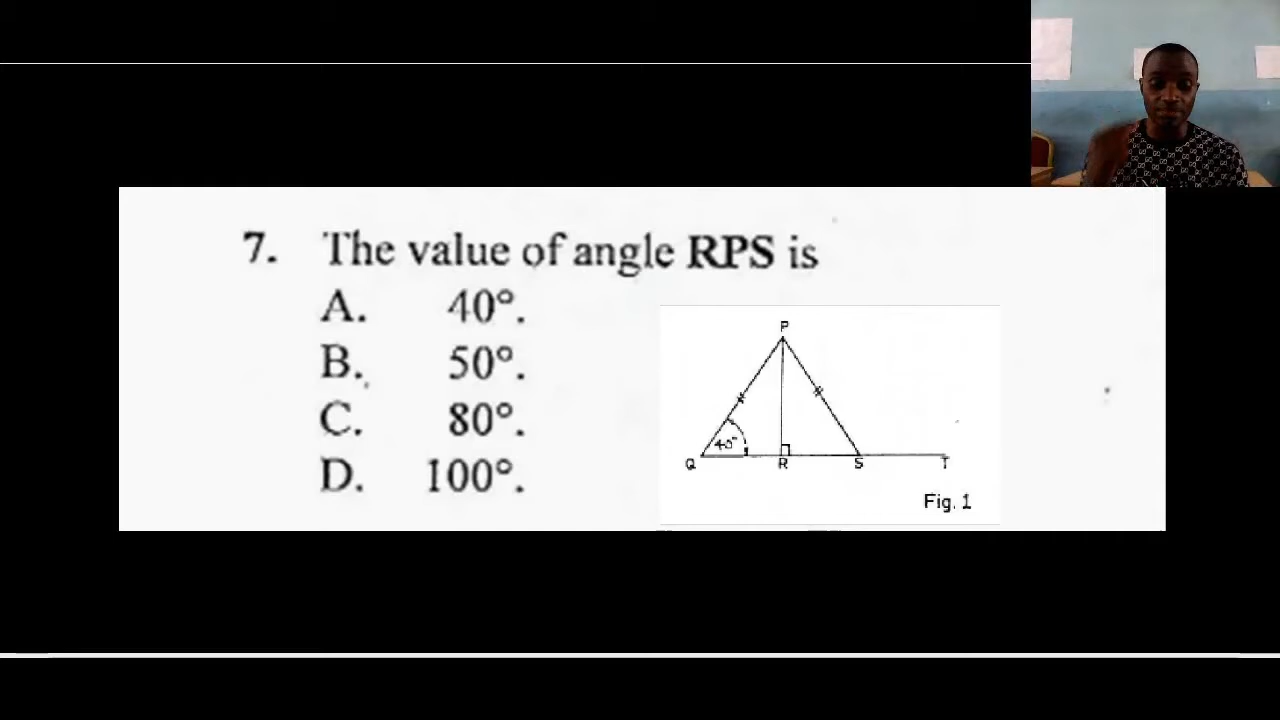 7. The value of angle RPS is
A. 40°.
B. 50°.
C. 80°.
D. 100°.
P
40°
Q R S T
Fig. 1